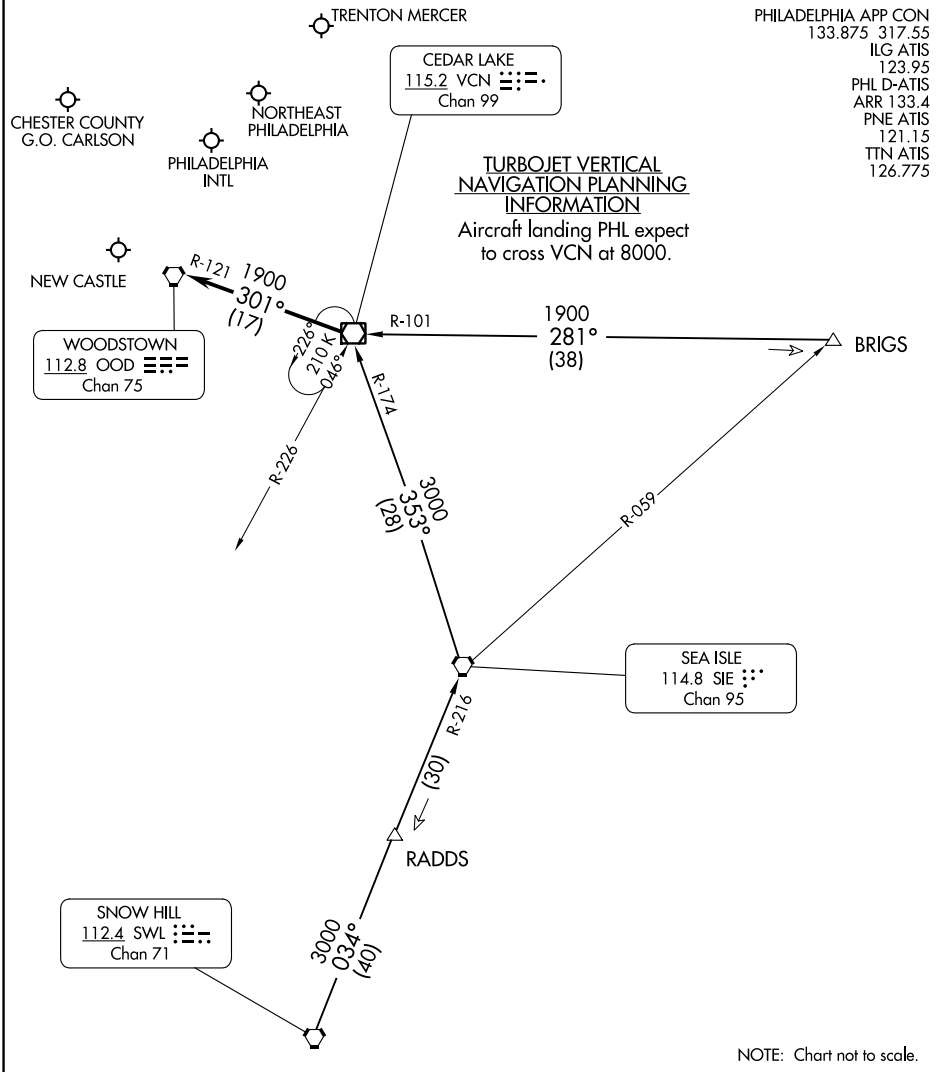 TRENTON MERCER
PHILADELPHIA APP CON
133.875 317.55
ILG ATIS
123.95
PHL D-ATIS
ARR 133.4
PNE ATIS
121.15
TTN ATIS
126.775
CEDAR LAKE
115.2 VCN
Chan 99
CHESTER COUNTY
G.O. CARLSON
NORTHEAST
PHILADELPHIA
PHILADELPHIA
INTL
TURBOJET VERTICAL
NAVIGATION PLANNING
INFORMATION
Aircraft landing PHL expect
to cross VCN at 8000.
NEW CASTLE
R-121
1900
301°
(17)
WOODSTOWN
112.8 OOD
Chan 75
226°
210 K
046°
R-101
1900
281°
(38)
BRIGS
R-174
R-226
3000
353°
(28)
R-059
SEA ISLE
114.8 SIE
Chan 95
R-216
(30)
RADDS
SNOW HILL
112.4 SWL
Chan 71
3000
034°
(40)
NOTE: Chart not to scale.